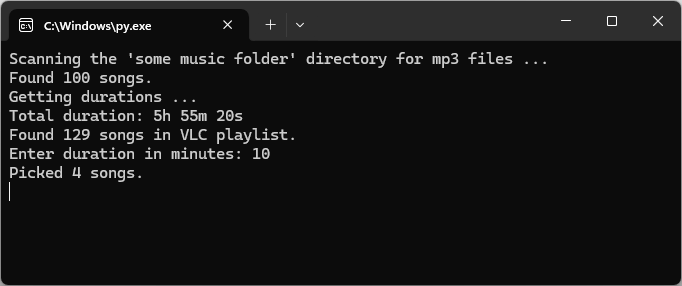 C:\Windows\py.exe
Scanning the 'some music folder' directory for mp3 files ...
Found 100 songs.
Getting durations ...
Total duration: 5h 55m 20s
Found 129 songs in VLC playlist.
Enter duration in minutes: 10
Picked 4 songs.